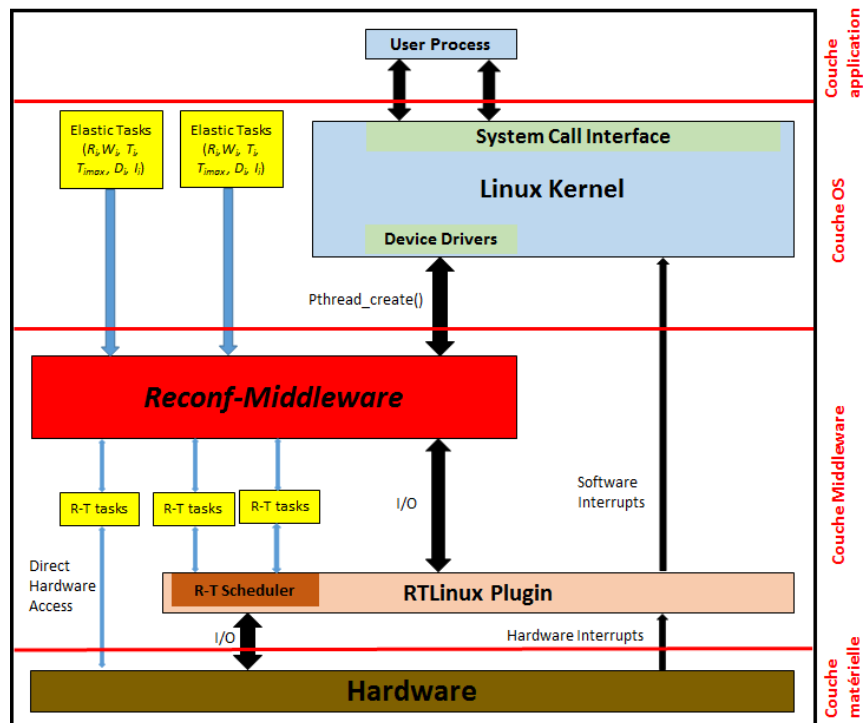 User Process
Couche
application
Elastic Tasks
(Ri,Wi, Ti,
Timax, Di, Ii)
Elastic Tasks
(Ri,Wi, Ti,
Timax, Di, Ii)
System Call Interface
Linux Kernel
Device Drivers
Couche OS
Pthread_create()
Reconf-Middleware
R-T tasks
R-T tasks
R-T tasks
I/O
Software
Interrupts
Couche Middleware
Direct
Hardware
Access
R-T Scheduler
RTLinux Plugin
I/O
Hardware Interrupts
Hardware
Couche
matérielle